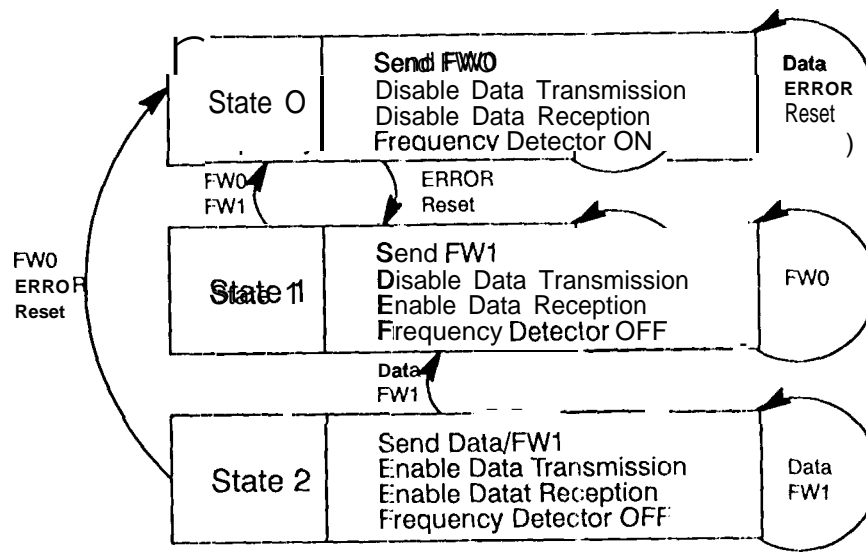 State O
Send FW0
Disable Data Transmission
Disable Data Reception
Frequency Detector ON
Data
ERROR
Reset
)
FW0
FW1
ERROR
Reset
FW0
ERROR
Reset
State 1
Send FW1
Disable Data Transmission
Enable Data Reception
Frequency Detector OFF
FW0
Data
FW1
State 2
Send Data/FW1
Enable Data Transmission
Enable Datat Reception
Frequency Detector OFF
Data
FW1